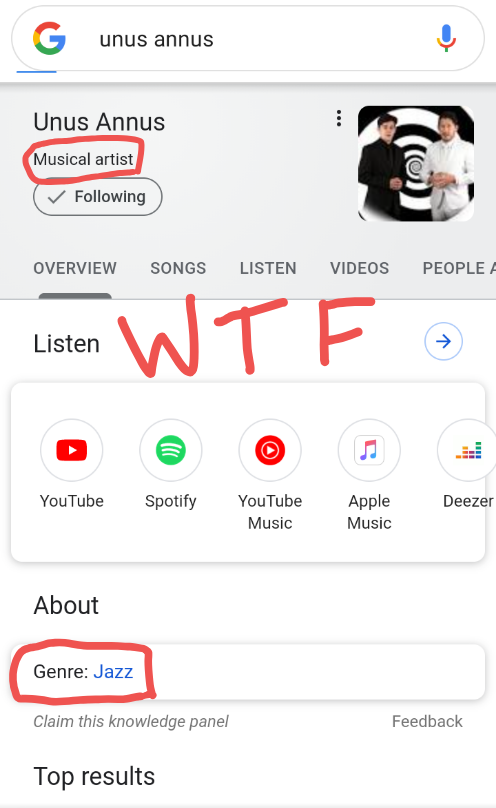 unus annus
Unus Annus
Musical artist
Following
OVERVIEW SONGS LISTEN VIDEOS PEOPLE A
WTF
Listen
YouTube Spotify YouTube Music Apple Music Deezer
About
Genre: Jazz
Claim this knowledge panel Feedback
Top results